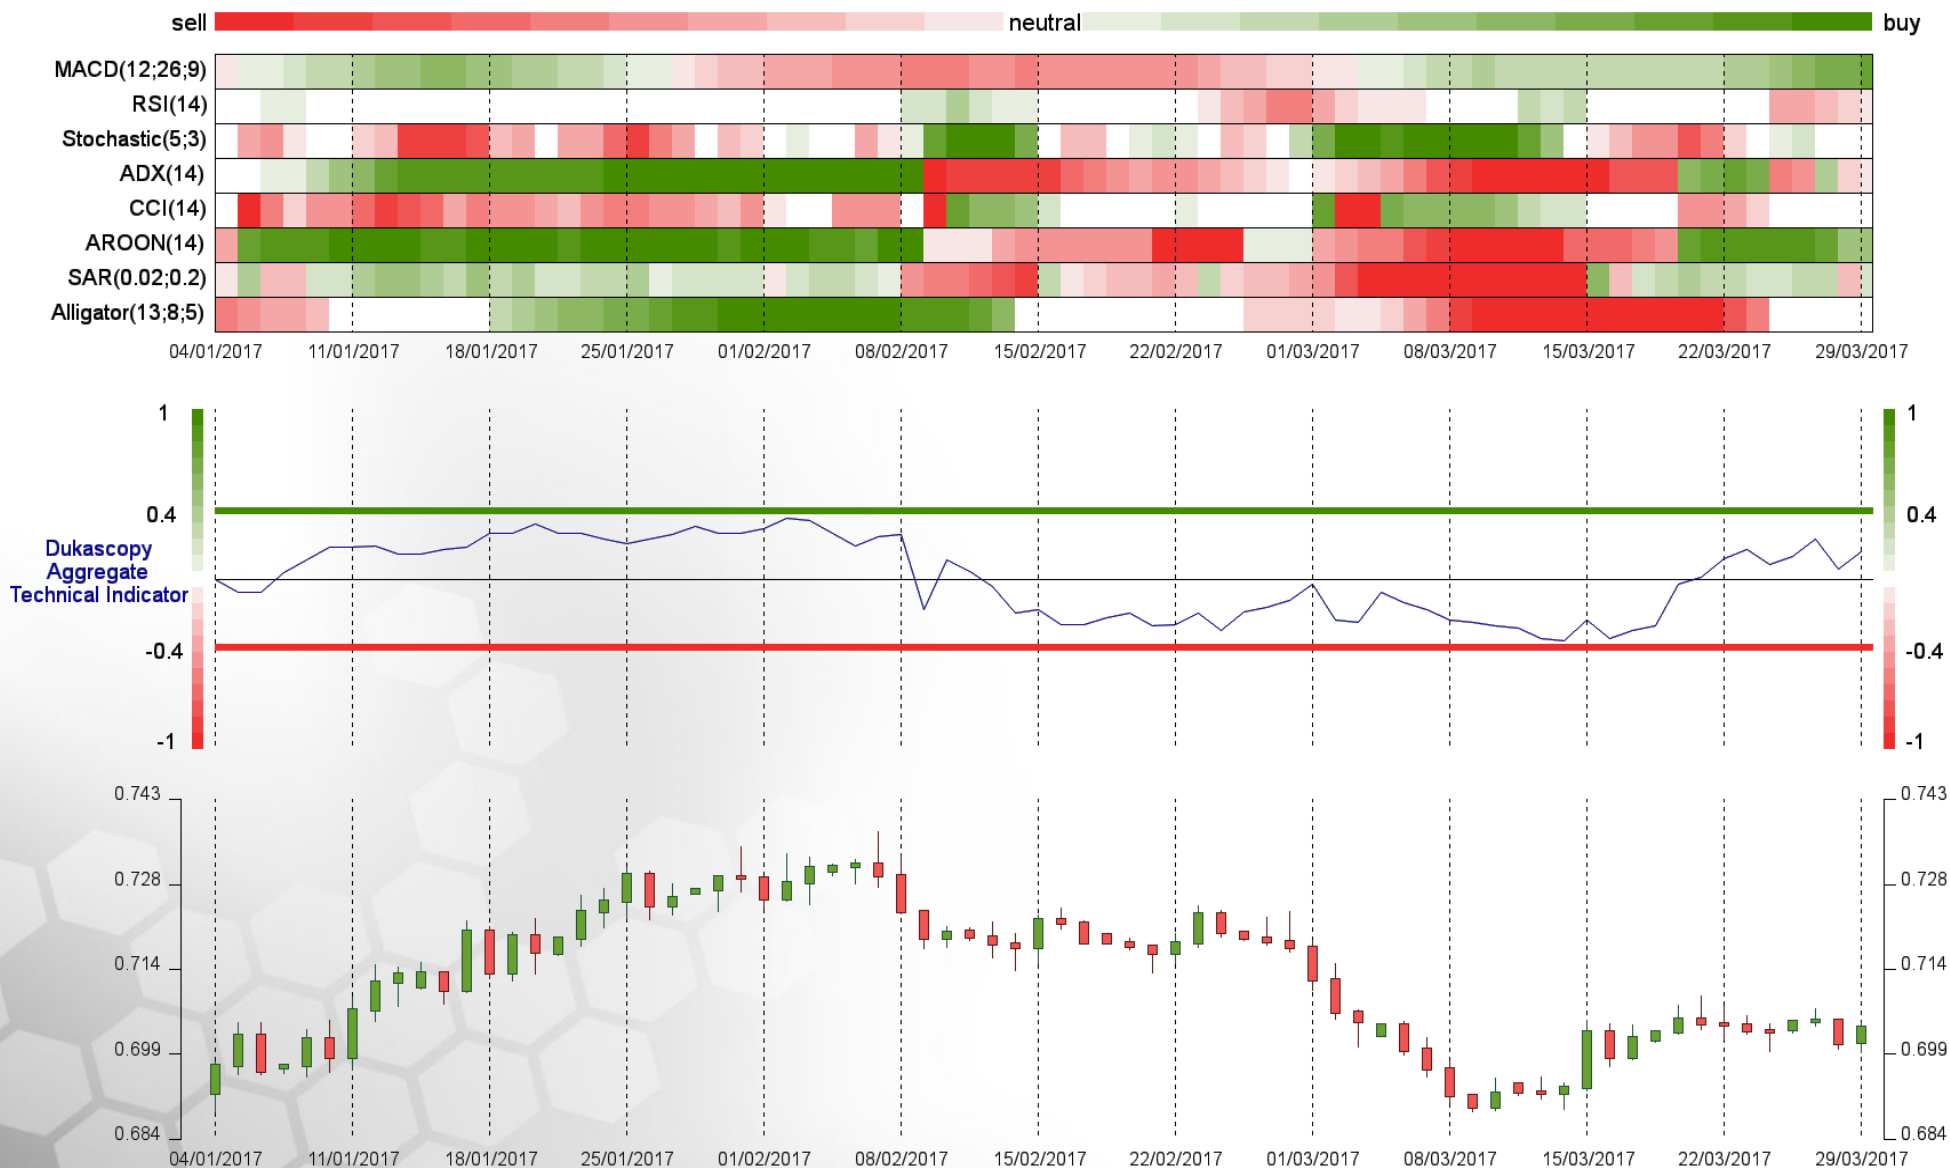 sell neutral buy
MACD(12;26;9)
RSI(14)
Stochastic(5;3)
ADX(14)
CCI(14)
AROON(14)
SAR(0.02;0.2)
Alligator(13;8;5)
04/01/2017 11/01/2017 18/01/2017 25/01/2017 01/02/2017 08/02/2017 15/02/2017 22/02/2017 01/03/2017 08/03/2017 15/03/2017 22/03/2017 29/03/2017
1 1
0.4 0.4
Dukascopy
Aggregate
Technical Indicator
-0.4 -0.4
-1 -1
0.743 0.743
0.728 0.728
0.714 0.714
0.699 0.699
0.684 0.684
04/01/2017 11/01/2017 18/01/2017 25/01/2017 01/02/2017 08/02/2017 15/02/2017 22/02/2017 01/03/2017 08/03/2017 15/03/2017 22/03/2017 29/03/2017